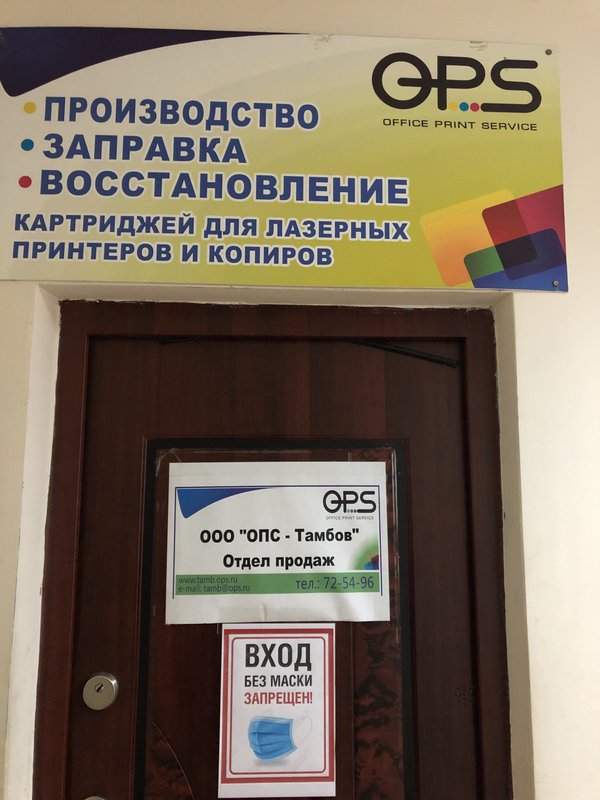 OPS
OFFICE PRINT SERVICE
• ПРОИЗВОДСТВО
• ЗАПРАВКА
• ВОССТАНОВЛЕНИЕ
КАРТРИДЖЕЙ ДЛЯ ЛАЗЕРНЫХ
ПРИНТЕРОВ И КОПИРОВ
OPS
OFFICE PRINT SERVICE
ООО "ОПС - Тамбов"
Отдел продаж
www.tamb.ops.ru
e-mail: tamb@ops.ru
тел.: 72-54-96
ВХОД
БЕЗ МАСКИ
ЗАПРЕЩЕН!